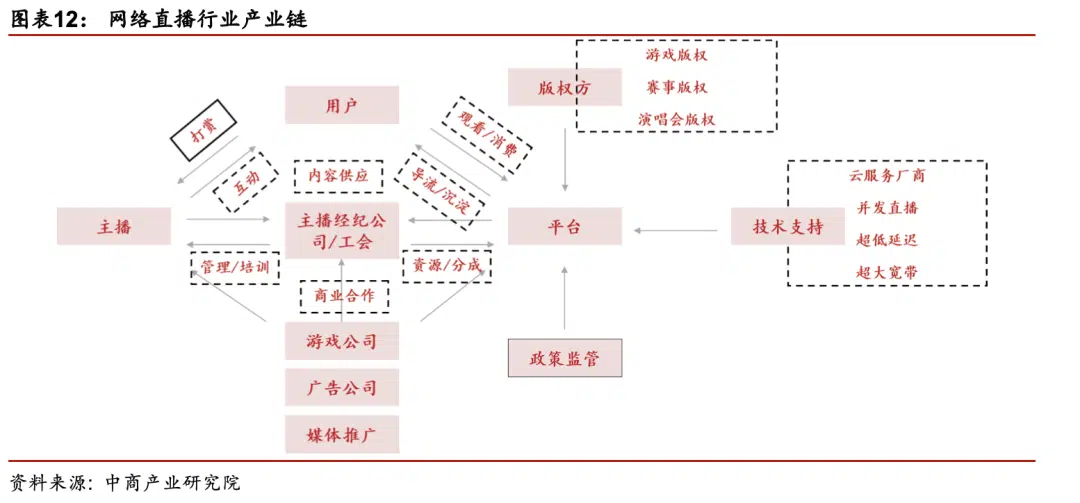 图表12： 网络直播行业产业链
游戏版权
版权方
赛事版权
演唱会版权
用户
打赏
观看/消费
互动
内容供应
导流/沉淀
云服务厂商
并发直播
主播
主播经纪公
司/工会
平台
技术支持
超低延迟
超大宽带
管理/培训
资源/分成
商业合作
游戏公司
政策监管
广告公司
媒体推广
资料来源：中商产业研究院